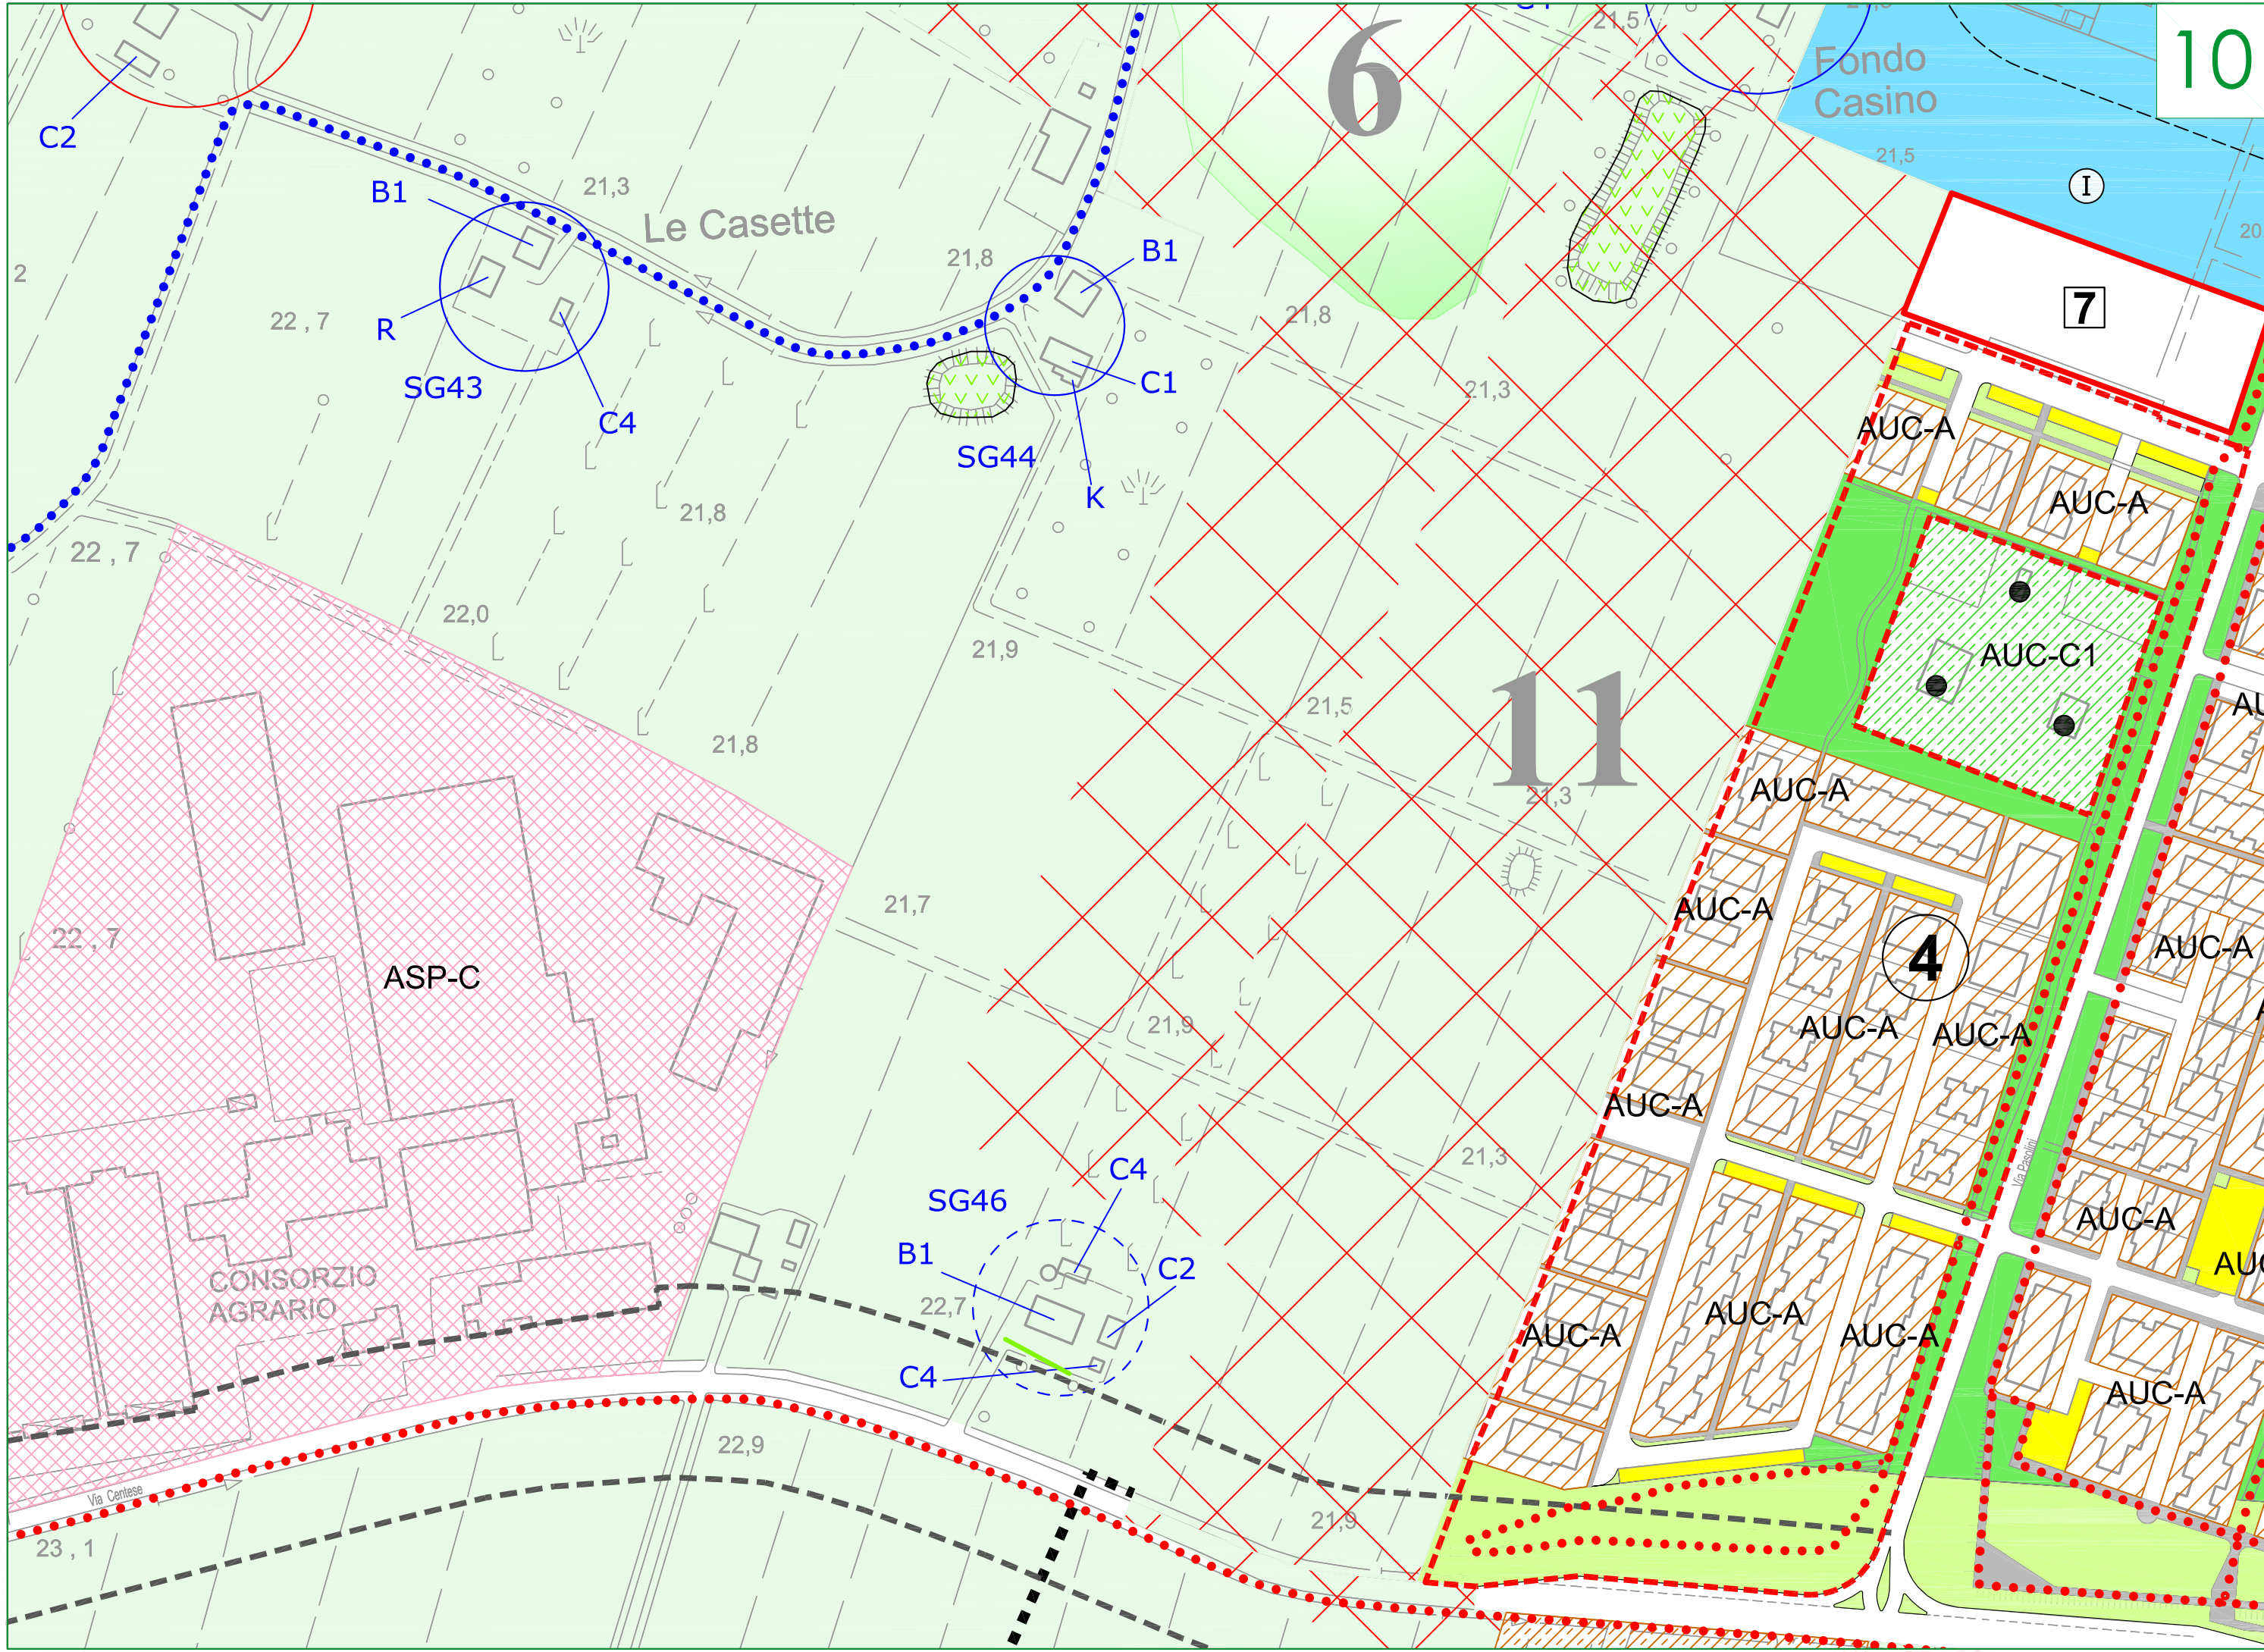 6
21,5
Fondo
Casino
10
C2
21,5
I
B1
21,3
Le Casette
21,8
B1
20
2
22,7
R
SG43
C4
21,8
7
C1
21,3
SG44
K
AUC-A
AUC-A
21,8
22,7
22,0
21,9
AUC-C1
21,5
11
21,8
21,3
AUC-A
21,7
AUC-A
4
AUC-A
22,7
ASP-C
21,9
AUC-A
AUC-A
AUC-A
21,3
Via Pasolini
C4
SG46
B1
C2
AUC-A
CONSORZIO
AGRARIO
22,7
AUC-A
AUC-A
AUC-A
C4
AUC-A
22,9
Via Centese
21,9
23,1